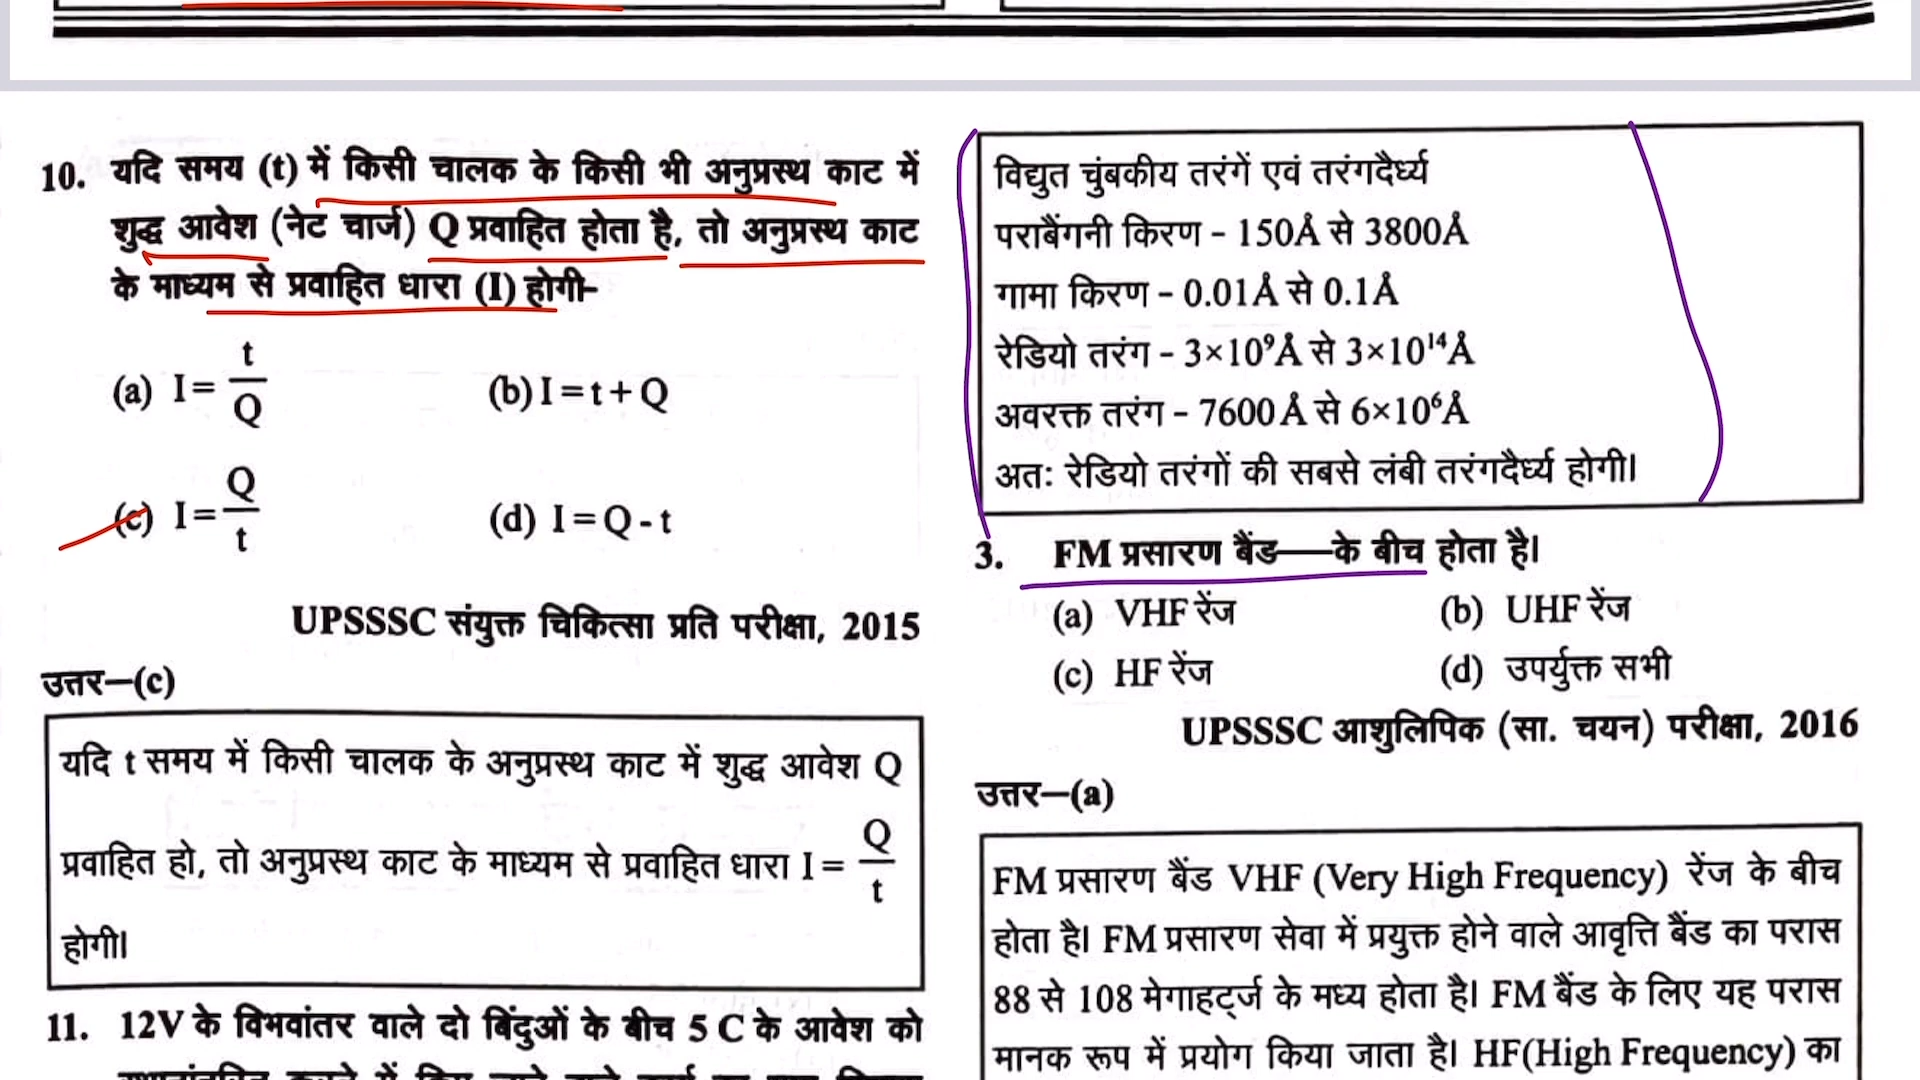 10. यदि समय (t) में किसी चालक के किसी भी अनुप्रस्थ काट में
शुद्ध आवेश (नेट चार्ज) Q प्रवाहित होता है, तो अनुप्रस्थ काट
के माध्यम से प्रवाहित धारा (I) होगी-
(a) I = t/Q (b) I = t + Q
(c) I = Q/t (d) I = Q - t
UPSSSC संयुक्त चिकित्सा प्रति परीक्षा, 2015
उत्तर—(c)
यदि t समय में किसी चालक के अनुप्रस्थ काट में शुद्ध आवेश Q
प्रवाहित हो, तो अनुप्रस्थ काट के माध्यम से प्रवाहित धारा I = Q/t
होगी।
11. 12V के विभवांतर वाले दो बिंदुओं के बीच 5 C के आवेश को
विद्युत चुंबकीय तरंगें एवं तरंगदैर्ध्य
पराबैंगनी किरण - 150Å से 3800Å
गामा किरण - 0.01Å से 0.1Å
रेडियो तरंग - 3×10⁹Å से 3×10¹⁴Å
अवरक्त तरंग - 7600Å से 6×10⁶Å
अतः रेडियो तरंगों की सबसे लंबी तरंगदैर्ध्य होगी।
3. FM प्रसारण बैंड——के बीच होता है।
(a) VHF रेंज (b) UHF रेंज
(c) HF रेंज (d) उपर्युक्त सभी
UPSSSC आशुलिपिक (सा. चयन) परीक्षा, 2016
उत्तर—(a)
FM प्रसारण बैंड VHF (Very High Frequency) रेंज के बीच
होता है। FM प्रसारण सेवा में प्रयुक्त होने वाले आवृत्ति बैंड का परास
88 से 108 मेगाहर्ट्ज के मध्य होता है। FM बैंड के लिए यह परास
मानक रूप में प्रयोग किया जाता है। HF(High Frequency) का